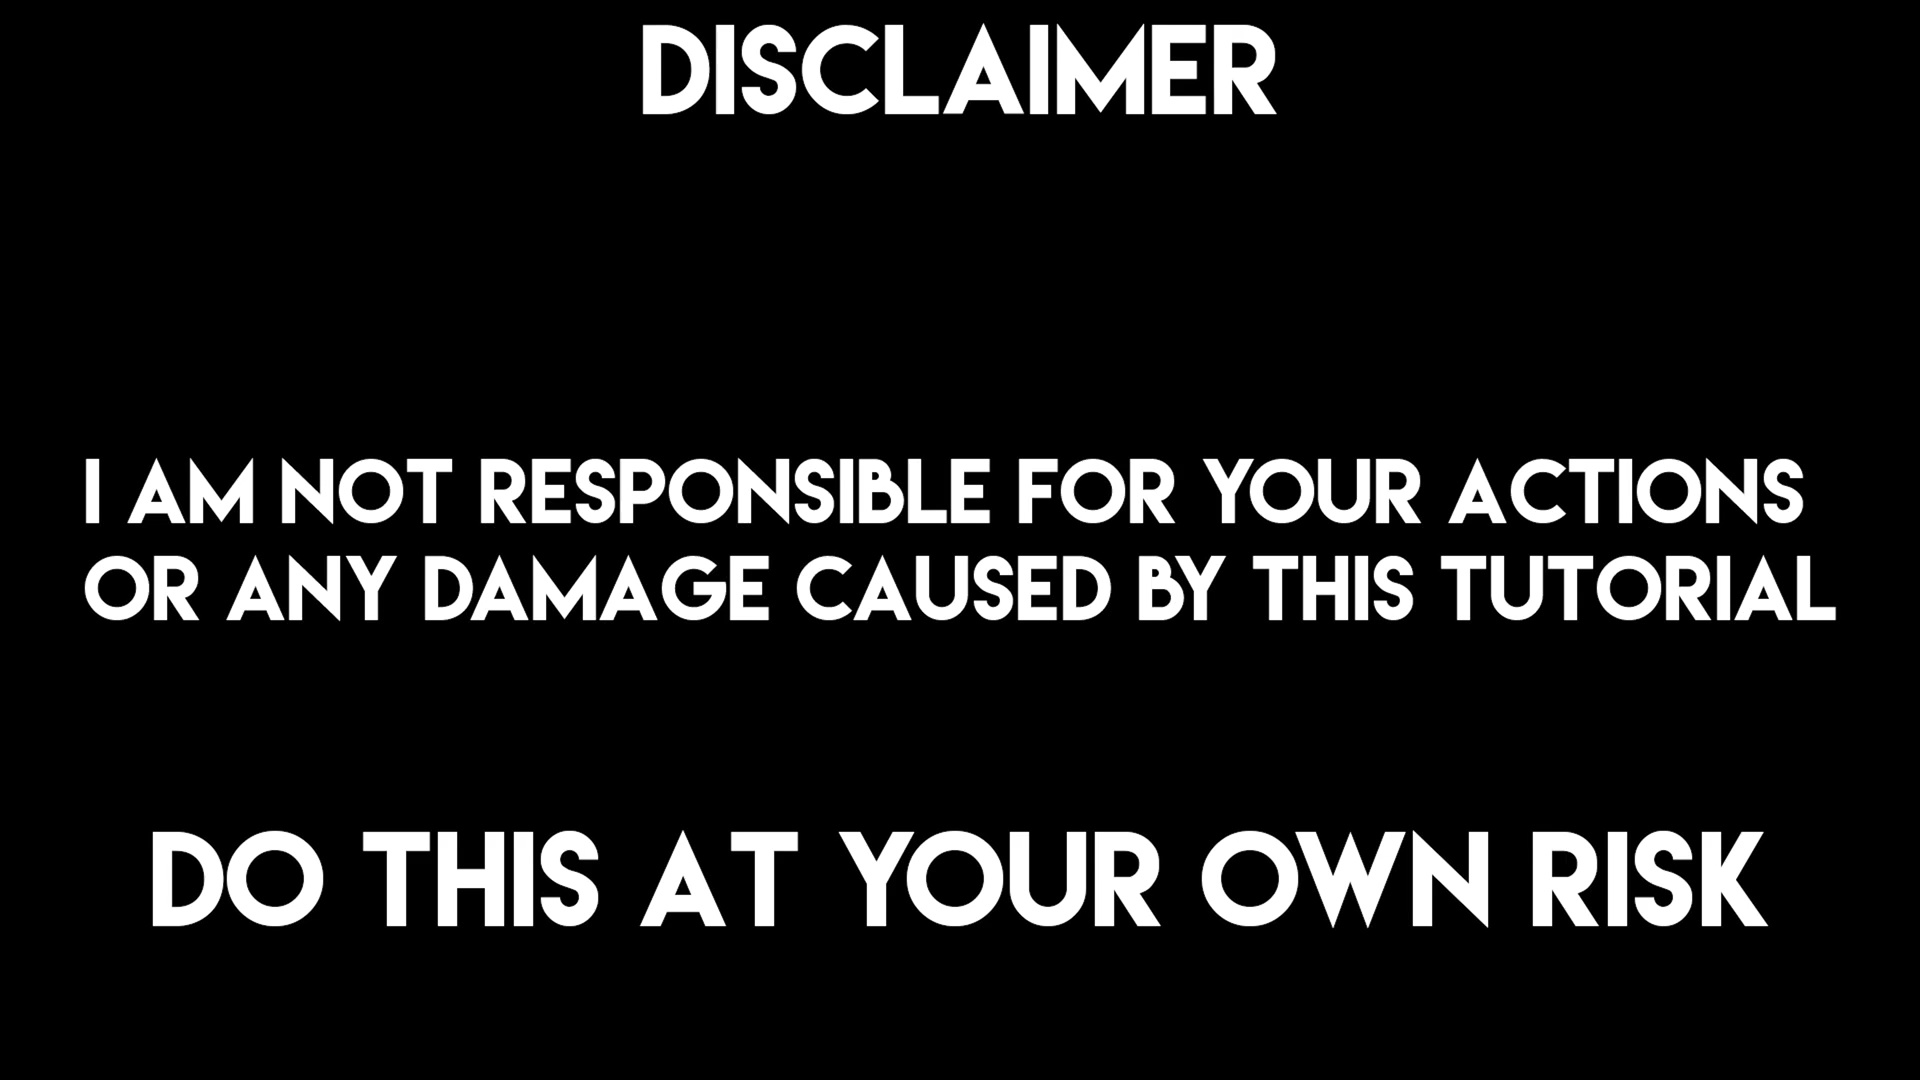 DISCLAIMER
I AM NOT RESPONSIBLE FOR YOUR ACTIONS
OR ANY DAMAGE CAUSED BY THIS TUTORIAL
DO THIS AT YOUR OWN RISK